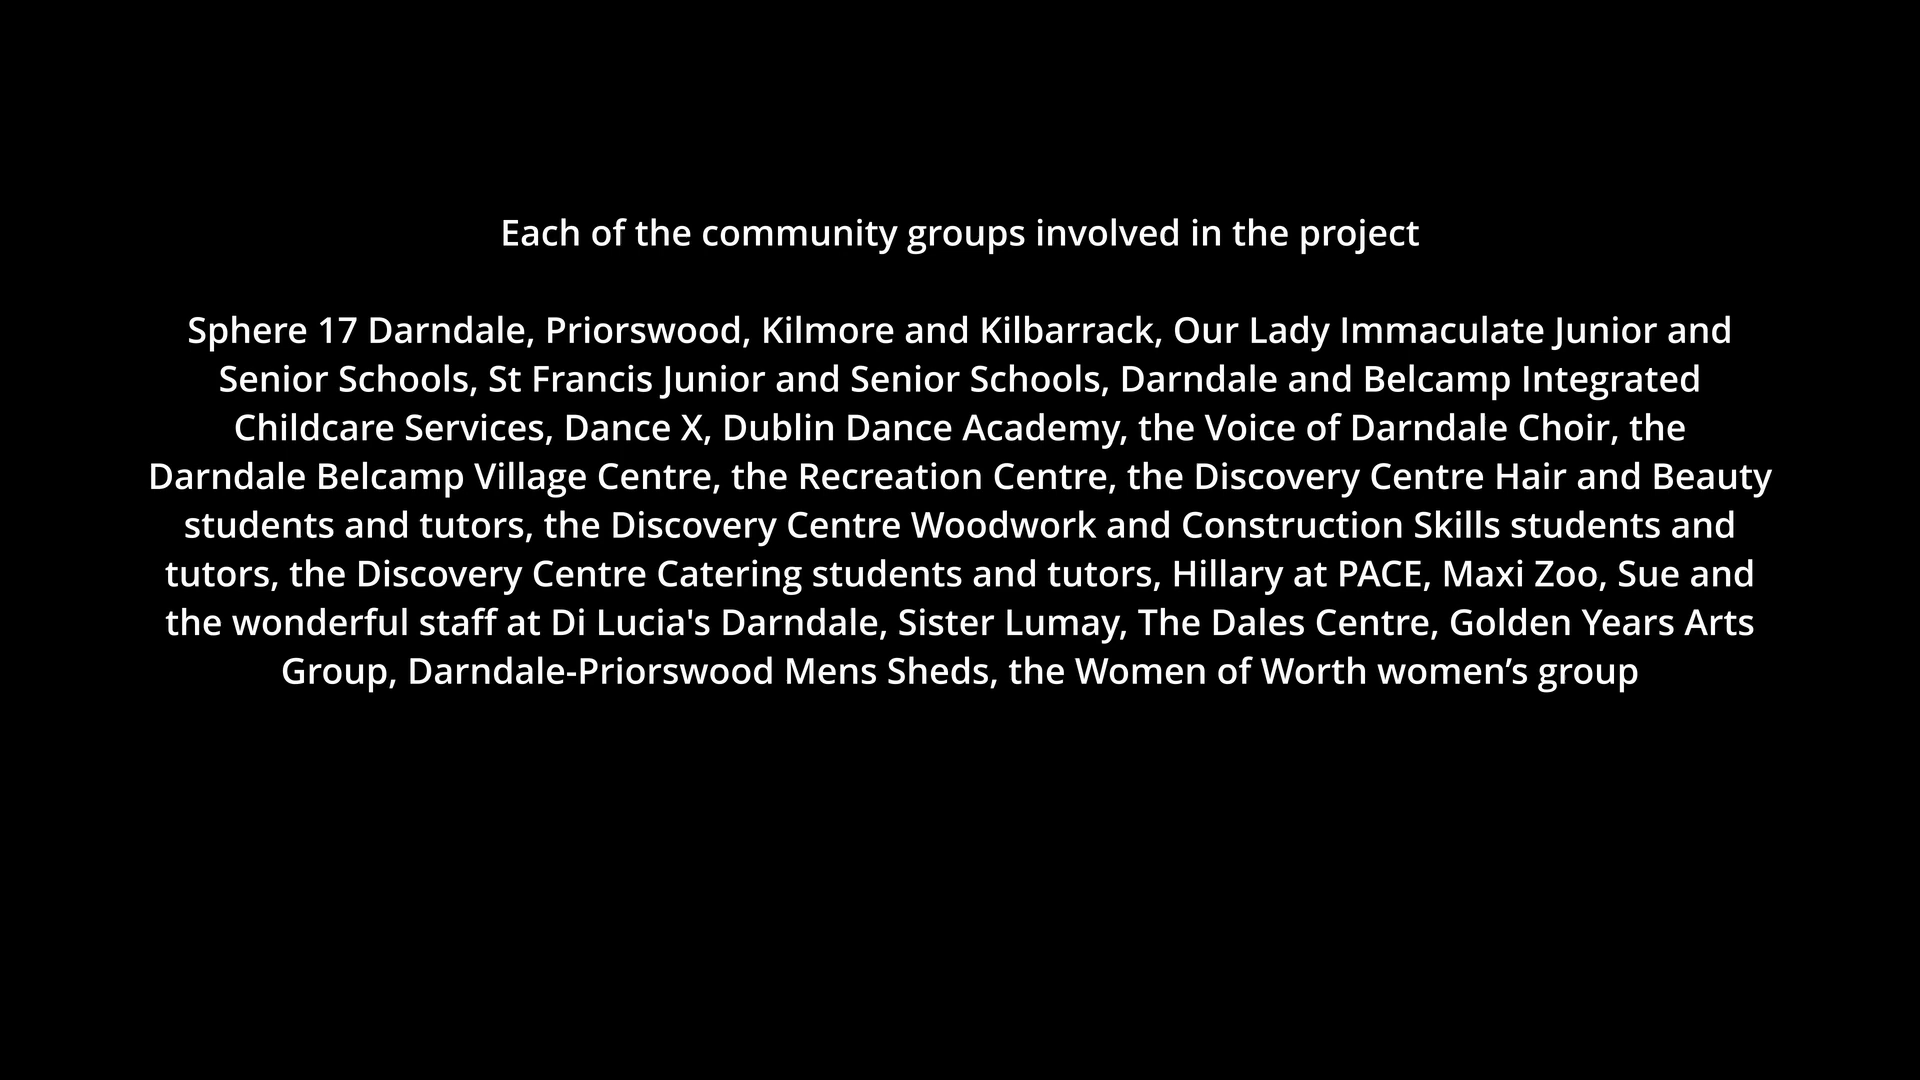 Each of the community groups involved in the project
Sphere 17 Darndale, Priorswood, Kilmore and Kilbarrack, Our Lady Immaculate Junior and
Senior Schools, St Francis Junior and Senior Schools, Darndale and Belcamp Integrated
Childcare Services, Dance X, Dublin Dance Academy, the Voice of Darndale Choir, the
Darndale Belcamp Village Centre, the Recreation Centre, the Discovery Centre Hair and Beauty
students and tutors, the Discovery Centre Woodwork and Construction Skills students and
tutors, the Discovery Centre Catering students and tutors, Hillary at PACE, Maxi Zoo, Sue and
the wonderful staff at Di Lucia's Darndale, Sister Lumay, The Dales Centre, Golden Years Arts
Group, Darndale-Priorswood Mens Sheds, the Women of Worth women’s group